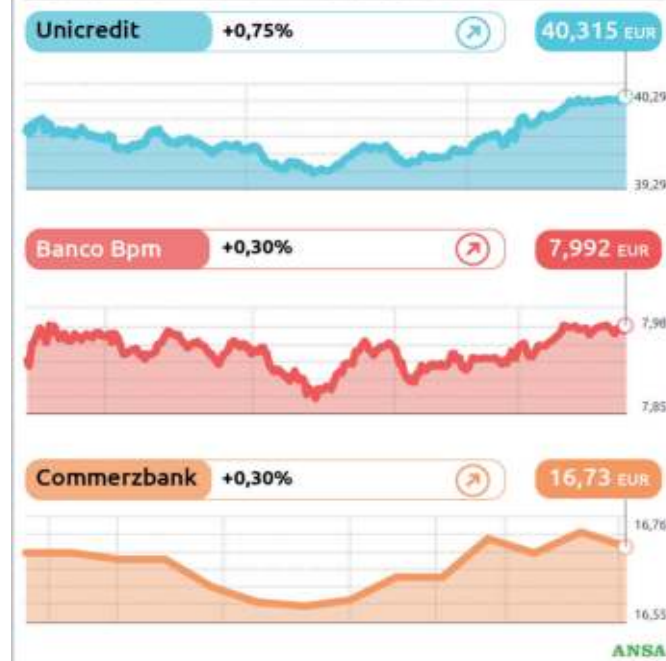 Unicredit +0,75% 40,315 EUR
40,29
39,29
Banco Bpm +0,30% 7,992 EUR
7,98
7,85
Commerzbank +0,30% 16,73 EUR
16,76
16,55
ANSA